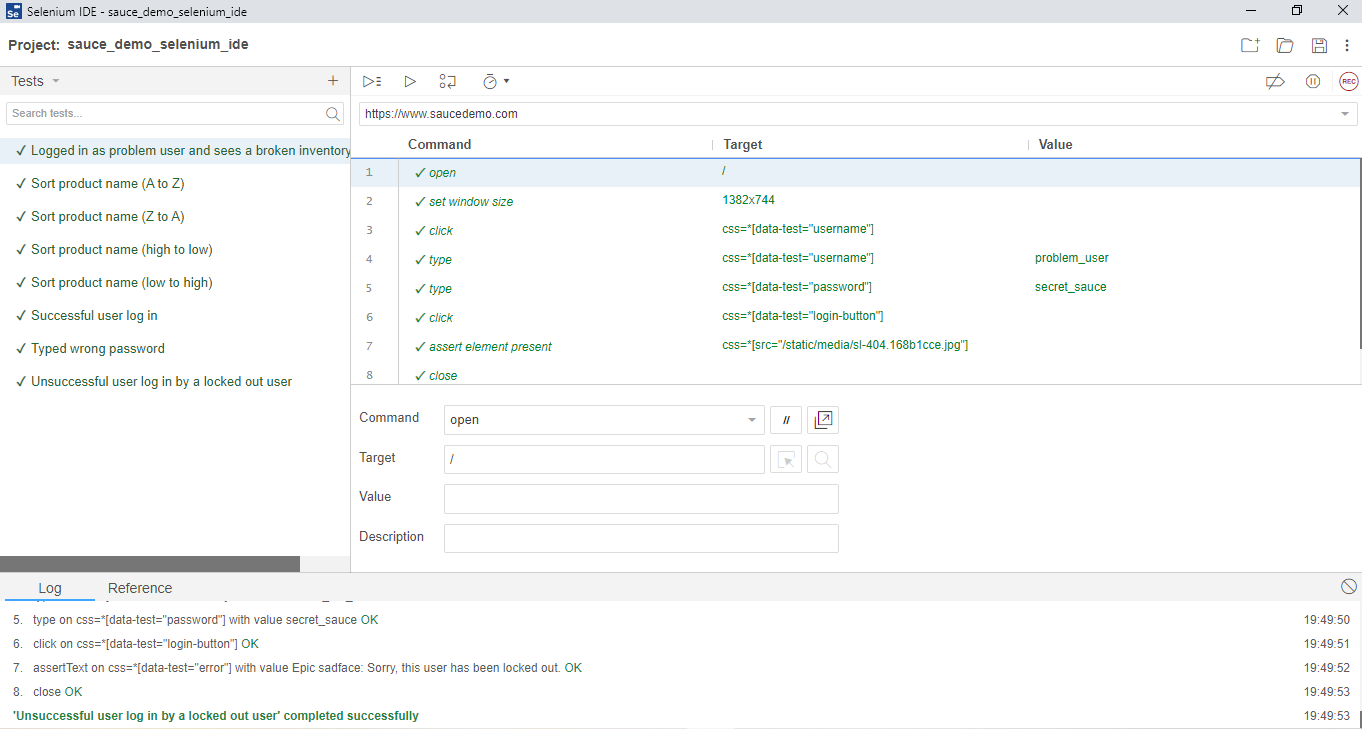 Selenium IDE - sauce_demo_selenium_ide
Project: sauce_demo_selenium_ide
Tests
Search tests...
✓ Logged in as problem user and sees a broken inventory
✓ Sort product name (A to Z)
✓ Sort product name (Z to A)
✓ Sort product name (high to low)
✓ Sort product name (low to high)
✓ Successful user log in
✓ Typed wrong password
✓ Unsuccessful user log in by a locked out user
REC
https://www.saucedemo.com
Command Target Value
1 ✓ open /
2 ✓ set window size 1382x744
3 ✓ click css=*[data-test="username"]
4 ✓ type css=*[data-test="username"] problem_user
5 ✓ type css=*[data-test="password"] secret_sauce
6 ✓ click css=*[data-test="login-button"]
7 ✓ assert element present css=*[src="/static/media/sl-404.168b1cce.jpg"]
8 ✓ close
Command open //
Target /
Value
Description
Log Reference
5. type on css=*[data-test="password"] with value secret_sauce OK 19:49:50
6. click on css=*[data-test="login-button"] OK 19:49:51
7. assertText on css=*[data-test="error"] with value Epic sadface: Sorry, this user has been locked out. OK 19:49:52
8. close OK 19:49:53
'Unsuccessful user log in by a locked out user' completed successfully 19:49:53